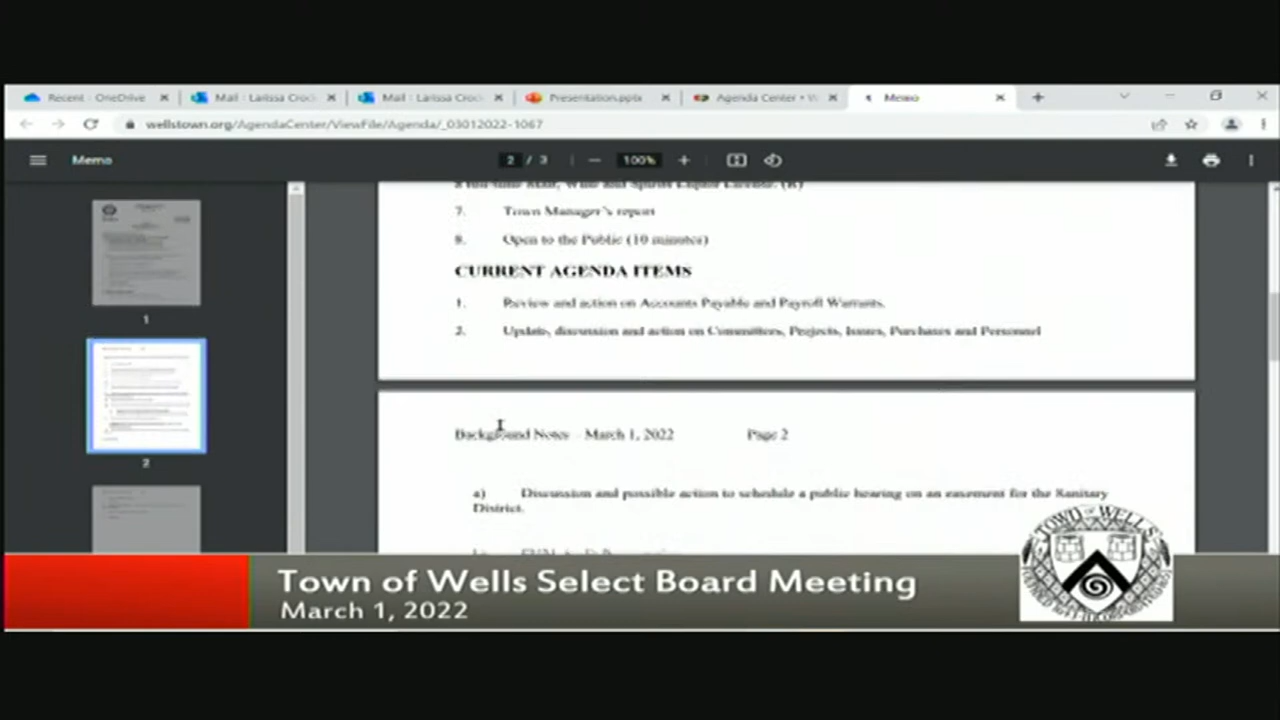 Recent - OneDrive
Mail - Larissa Croc
Mail - Larissa Croc
Presentation.pptx
Agenda Center • W
Memo
wellstown.org/AgendaCenter/ViewFile/Agenda/_03012022-1067
Memo
2 / 3
100%
7. Town Manager's report
8. Open to the Public (10 minutes)
CURRENT AGENDA ITEMS
1. Review and action on Accounts Payable and Payroll Warrants.
2. Update, discussion and action on Committees, Projects, Issues, Purchases and Personnel
Background Notes - March 1, 2022 Page 2
a) Discussion and possible action to schedule a public hearing on an easement for the Sanitary
District.
1
2
Town of Wells Select Board Meeting
March 1, 2022
TOWN OF WELLS